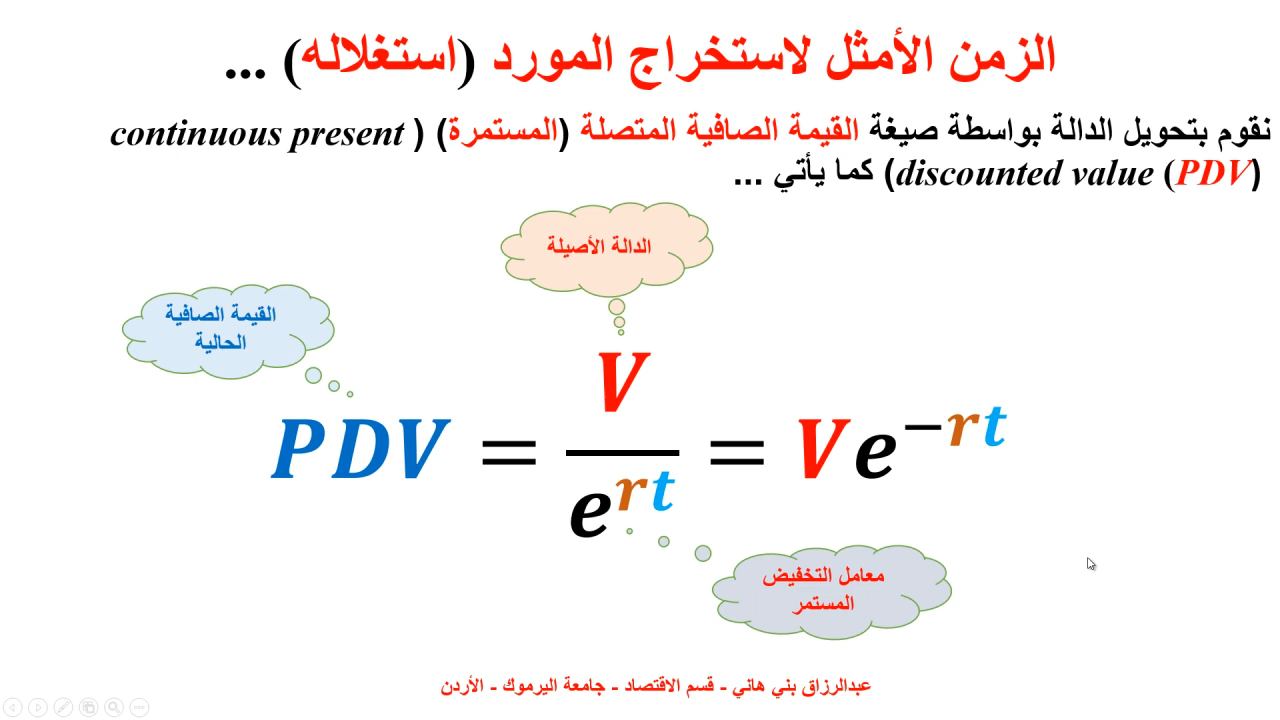 الزمن الأمثل لاستخراج المورد (استغلاله) ...
نقوم بتحويل الدالة بواسطة صيغة القيمة الصافية المتصلة (المستمرة) (continuous present
discounted value (PDV)) كما يأتي ...
الدالة الأصيلة
القيمة الصافية
الحالية
PDV = V / e^{rt} = Ve^{-rt}
معامل التخفيض
المستمر
عبدالرزاق بني هاني - قسم الاقتصاد - جامعة اليرموك - الأردن